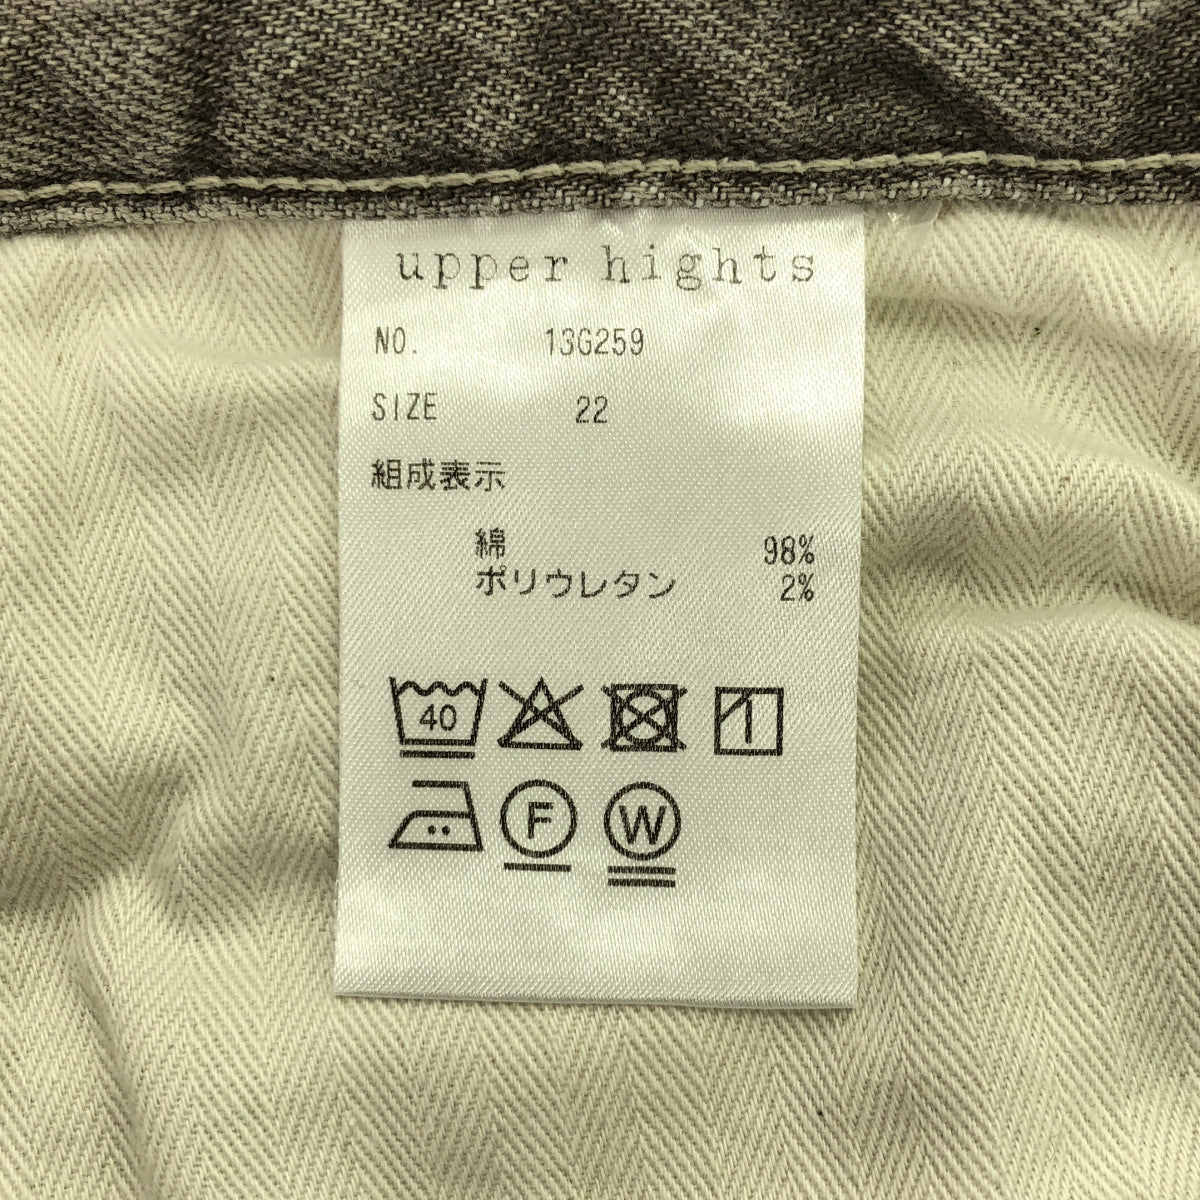 upper hights
NO. 13G259
SIZE 22
組成表示
綿 98%
ポリウレタン 2%
40
F W